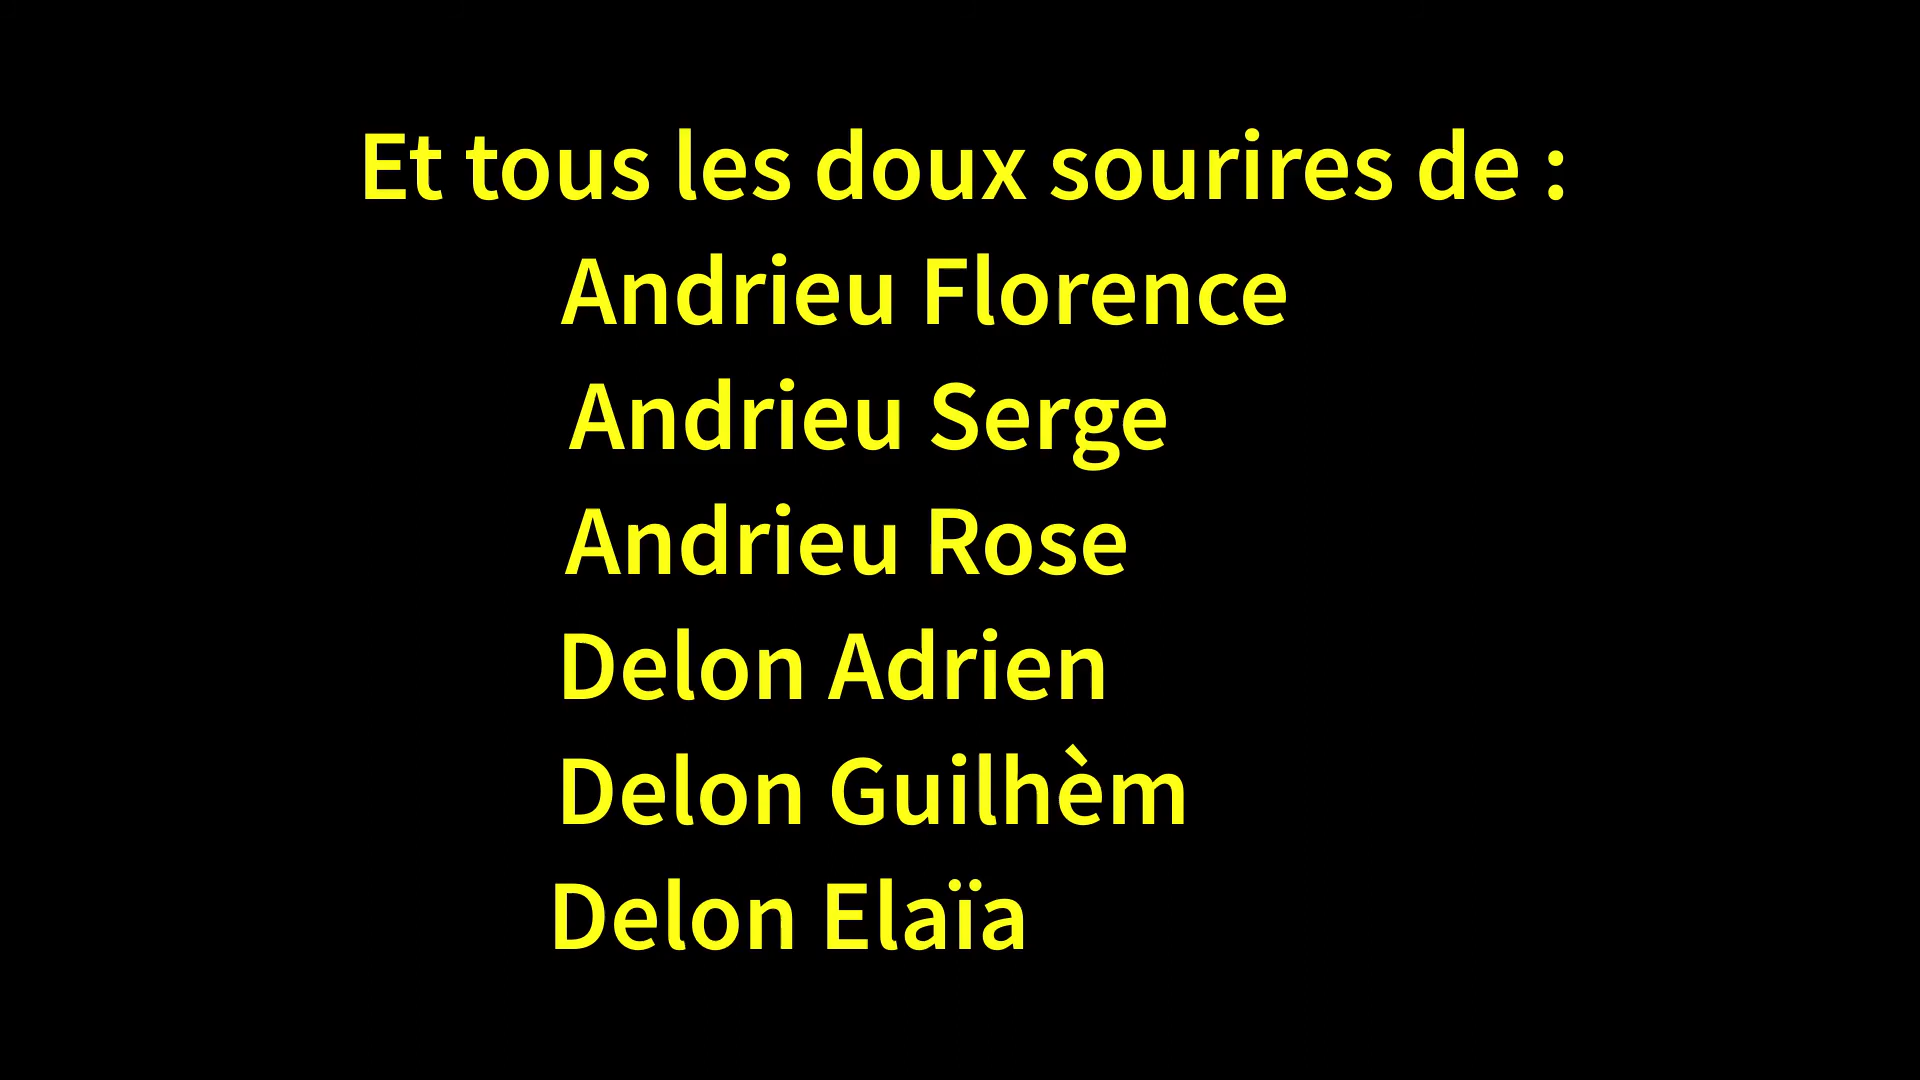 Et tous les doux sourires de :
Andrieu Florence
Andrieu Serge
Andrieu Rose
Delon Adrien
Delon Guilhèm
Delon Elaïa